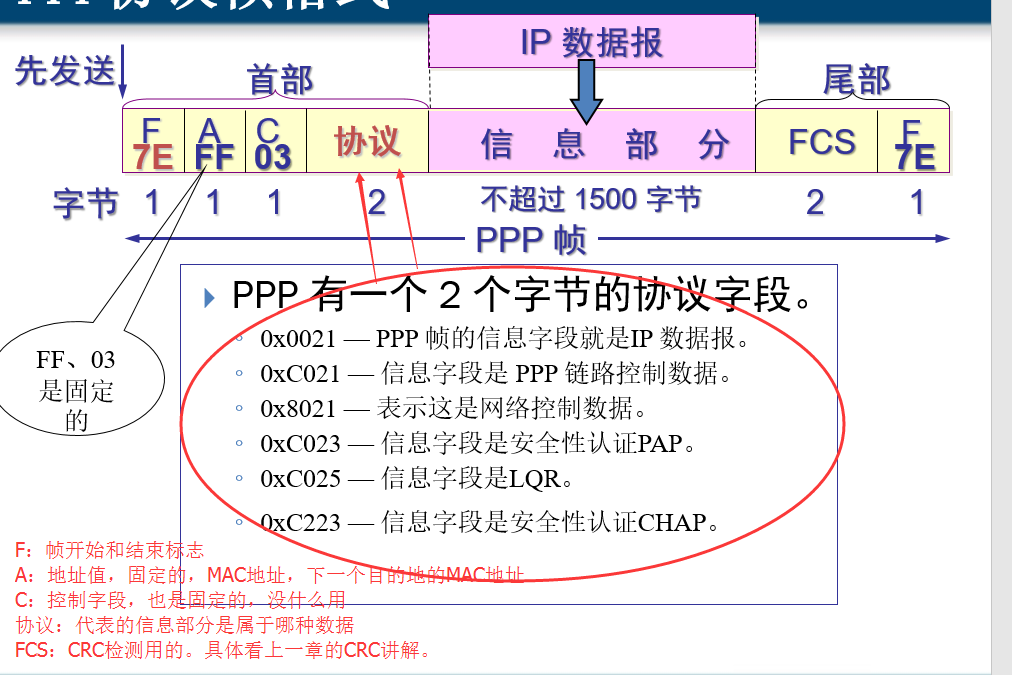 PPP 协议帧格式
IP 数据报
先发送
首部
尾部
F A C 协议 信 息 部 分 FCS F
7E FF 03 7E
字节 1 1 1 2 不超过 1500 字节 2 1
PPP 帧
PPP 有一个 2 个字节的协议字段。
0x0021 — PPP 帧的信息字段就是IP 数据报。
0xC021 — 信息字段是 PPP 链路控制数据。
0x8021 — 表示这是网络控制数据。
0xC023 — 信息字段是安全性认证PAP。
0xC025 — 信息字段是LQR。
0xC223 — 信息字段是安全性认证CHAP。
FF、03
是固定
的
F：帧开始和结束标志
A：地址值，固定的，MAC地址，下一个目的地的MAC地址
C：控制字段，也是固定的，没什么用
协议：代表的信息部分是属于哪种数据
FCS：CRC检测用的。具体看上一章的CRC讲解。